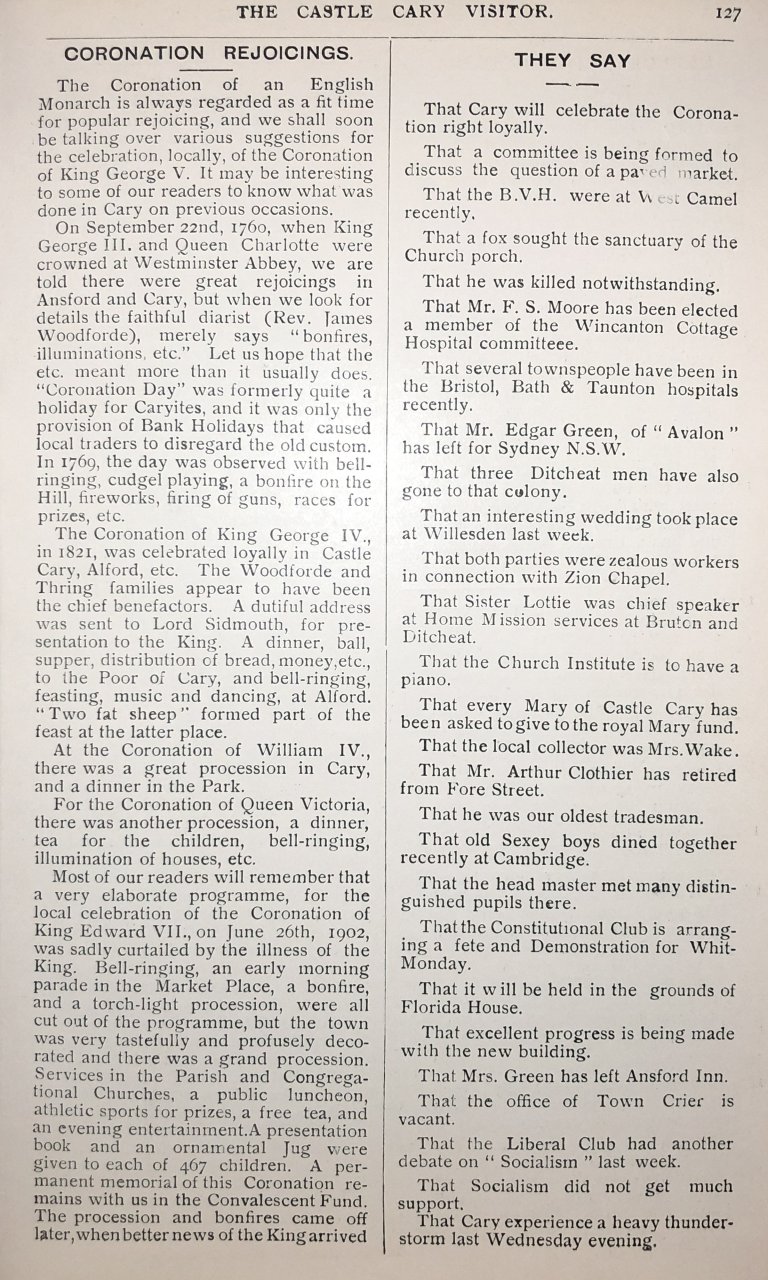 THE CASTLE CARY VISITOR. 127
CORONATION REJOICINGS.
The Coronation of an English
Monarch is always regarded as a fit time
for popular rejoicing, and we shall soon
be talking over various suggestions for
the celebration, locally, of the Coronation
of King George V. It may be interesting
to some of our readers to know what was
done in Cary on previous occasions.
On September 22nd, 1760, when King
George III. and Queen Charlotte were
crowned at Westminster Abbey, we are
told there were great rejoicings in
Ansford and Cary, but when we look for
details the faithful diarist (Rev. James
Woodforde), merely says "bonfires,
illuminations, etc." Let us hope that the
etc. meant more than it usually does.
"Coronation Day" was formerly quite a
holiday for Caryites, and it was only the
provision of Bank Holidays that caused
local traders to disregard the old custom.
In 1769, the day was observed with bell-
ringing, cudgel playing, a bonfire on the
Hill, fireworks, firing of guns, races for
prizes, etc.
The Coronation of King George IV.,
in 1821, was celebrated loyally in Castle
Cary, Alford, etc. The Woodforde and
Thring families appear to have been
the chief benefactors. A dutiful address
was sent to Lord Sidmouth, for pre-
sentation to the King. A dinner, ball,
supper, distribution of bread, money, etc.,
to the Poor of Cary, and bell-ringing,
feasting, music and dancing, at Alford.
"Two fat sheep" formed part of the
feast at the latter place.
At the Coronation of William IV.,
there was a great procession in Cary,
and a dinner in the Park.
For the Coronation of Queen Victoria,
there was another procession, a dinner,
tea for the children, bell-ringing,
illumination of houses, etc.
Most of our readers will remember that
a very elaborate programme, for the
local celebration of the Coronation of
King Edward VII., on June 26th, 1902,
was sadly curtailed by the illness of the
King. Bell-ringing, an early morning
parade in the Market Place, a bonfire,
and a torch-light procession, were all
cut out of the programme, but the town
was very tastefully and profusely deco-
rated and there was a grand procession.
Services in the Parish and Congrega-
tional Churches, a public luncheon,
athletic sports for prizes, a free tea, and
an evening entertainment. A presentation
book and an ornamental Jug were
given to each of 467 children. A per-
manent memorial of this Coronation re-
mains with us in the Convalescent Fund.
The procession and bonfires came off
later, when better news of the King arrived
THEY SAY
That Cary will celebrate the Corona-
tion right loyally.
That a committee is being formed to
discuss the question of a paved market.
That the B.V.H. were at West Camel
recently.
That a fox sought the sanctuary of the
Church porch.
That he was killed notwithstanding.
That Mr. F. S. Moore has been elected
a member of the Wincanton Cottage
Hospital committeee.
That several townspeople have been in
the Bristol, Bath & Taunton hospitals
recently.
That Mr. Edgar Green, of "Avalon"
has left for Sydney N.S.W.
That three Ditcheat men have also
gone to that colony.
That an interesting wedding took place
at Willesden last week.
That both parties were zealous workers
in connection with Zion Chapel.
That Sister Lottie was chief speaker
at Home Mission services at Bruton and
Ditcheat.
That the Church Institute is to have a
piano.
That every Mary of Castle Cary has
been asked to give to the royal Mary fund.
That the local collector was Mrs. Wake.
That Mr. Arthur Clothier has retired
from Fore Street.
That he was our oldest tradesman.
That old Sexey boys dined together
recently at Cambridge.
That the head master met many distin-
guished pupils there.
That the Constitutional Club is arrang-
ing a fete and Demonstration for Whit-
Monday.
That it will be held in the grounds of
Florida House.
That excellent progress is being made
with the new building.
That Mrs. Green has left Ansford Inn.
That the office of Town Crier is
vacant.
That the Liberal Club had another
debate on "Socialism" last week.
That Socialism did not get much
support.
That Cary experience a heavy thunder-
storm last Wednesday evening.